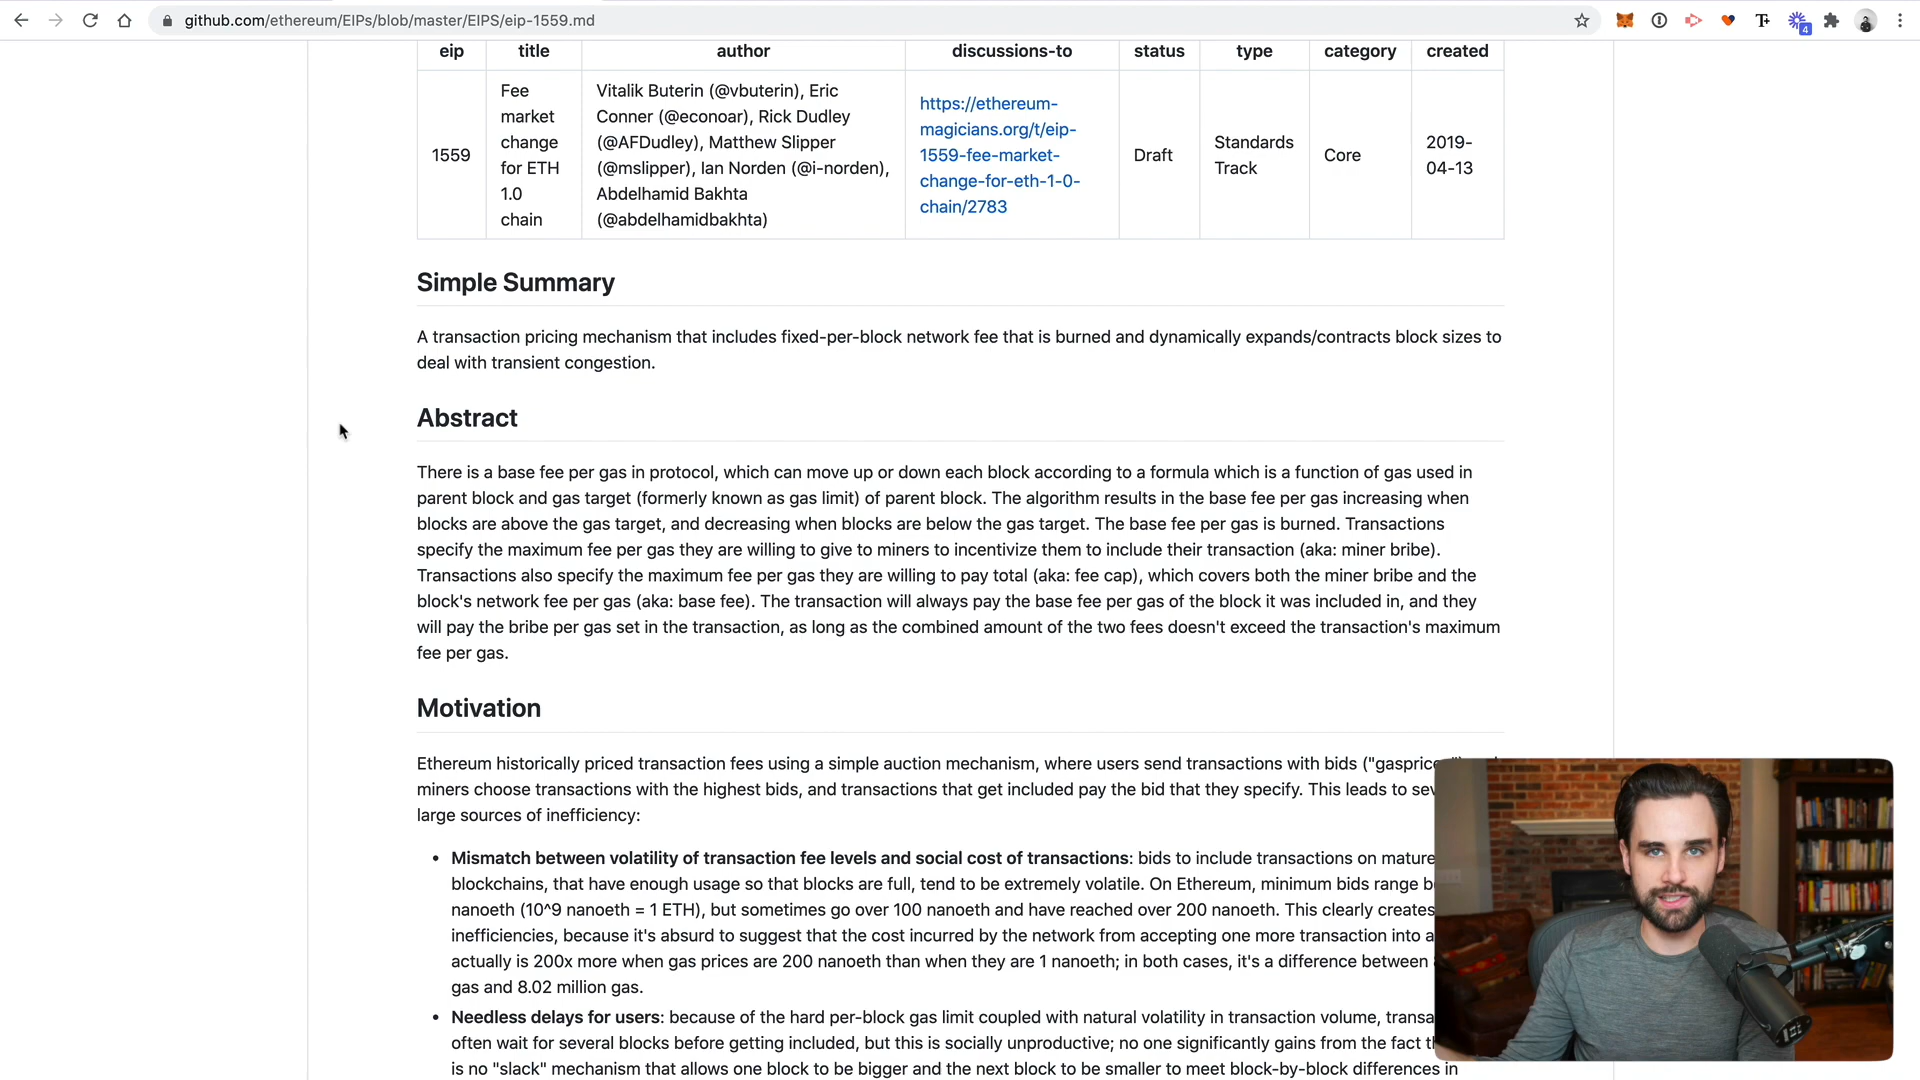 github.com/ethereum/EIPs/blob/master/EIPS/eip-1559.md
4
eip title author discussions-to status type category created
1559
Fee
market
change
for ETH
1.0
chain
Vitalik Buterin (@vbuterin), Eric
Conner (@econoar), Rick Dudley
(@AFDudley), Matthew Slipper
(@mslipper), Ian Norden (@i-norden),
Abdelhamid Bakhta
(@abdelhamidbakhta)
https://ethereum-
magicians.org/t/eip-
1559-fee-market-
change-for-eth-1-0-
chain/2783
Draft
Standards
Track
Core
2019-
04-13
Simple Summary
A transaction pricing mechanism that includes fixed-per-block network fee that is burned and dynamically expands/contracts block sizes to
deal with transient congestion.
Abstract
There is a base fee per gas in protocol, which can move up or down each block according to a formula which is a function of gas used in
parent block and gas target (formerly known as gas limit) of parent block. The algorithm results in the base fee per gas increasing when
blocks are above the gas target, and decreasing when blocks are below the gas target. The base fee per gas is burned. Transactions
specify the maximum fee per gas they are willing to give to miners to incentivize them to include their transaction (aka: miner bribe).
Transactions also specify the maximum fee per gas they are willing to pay total (aka: fee cap), which covers both the miner bribe and the
block's network fee per gas (aka: base fee). The transaction will always pay the base fee per gas of the block it was included in, and they
will pay the bribe per gas set in the transaction, as long as the combined amount of the two fees doesn't exceed the transaction's maximum
fee per gas.
Motivation
Ethereum historically priced transaction fees using a simple auction mechanism, where users send transactions with bids ("gasprice
miners choose transactions with the highest bids, and transactions that get included pay the bid that they specify. This leads to
large sources of inefficiency:
• Mismatch between volatility of transaction fee levels and social cost of transactions: bids to include transactions on mature
blockchains, that have enough usage so that blocks are full, tend to be extremely volatile. On Ethereum, minimum bids range
nanoeth (10^9 nanoeth = 1 ETH), but sometimes go over 100 nanoeth and have reached over 200 nanoeth. This clearly creates
inefficiencies, because it's absurd to suggest that the cost incurred by the network from accepting one more transaction into a
actually is 200x more when gas prices are 200 nanoeth than when they are 1 nanoeth; in both cases, it's a difference between
gas and 8.02 million gas.
• Needless delays for users: because of the hard per-block gas limit coupled with natural volatility in transaction volume,
often wait for several blocks before getting included, but this is socially unproductive; no one significantly gains from the fact
is no "slack" mechanism that allows one block to be bigger and the next block to be smaller to meet block-by-block differences in